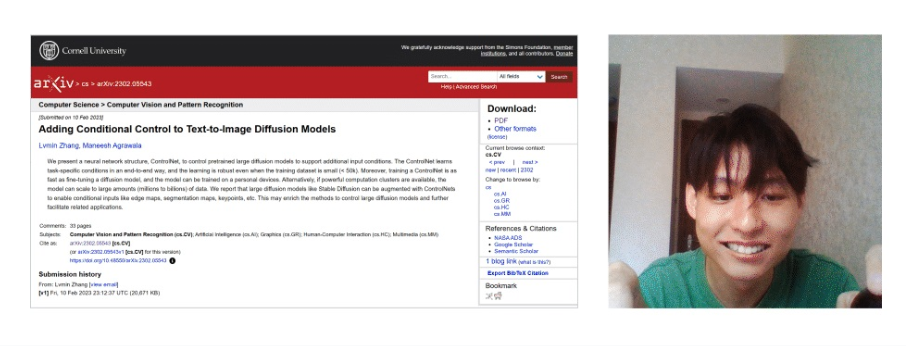 Cornell University
We gratefully acknowledge support from the Simons Foundation, member
institutions, and all contributors. Donate
arXiv > cs > arXiv:2302.05543
Search...
All fields
Search
Help | Advanced Search
Computer Science > Computer Vision and Pattern Recognition
[Submitted on 10 Feb 2023]
Adding Conditional Control to Text-to-Image Diffusion Models
Lvmin Zhang, Maneesh Agrawala
We present a neural network structure, ControlNet, to control pretrained large diffusion models to support additional input conditions. The ControlNet learns
task-specific conditions in an end-to-end way, and the learning is robust even when the training dataset is small (< 50k). Moreover, training a ControlNet is as
fast as fine-tuning a diffusion model, and the model can be trained on a personal devices. Alternatively, if powerful computation clusters are available, the
model can scale to large amounts (millions to billions) of data. We report that large diffusion models like Stable Diffusion can be augmented with ControlNets
to enable conditional inputs like edge maps, segmentation maps, keypoints, etc. This may enrich the methods to control large diffusion models and further
facilitate related applications.
Comments: 33 pages
Subjects: Computer Vision and Pattern Recognition (cs.CV); Artificial Intelligence (cs.AI); Graphics (cs.GR); Human-Computer Interaction (cs.HC); Multimedia (cs.MM)
Cite as: arXiv:2302.05543 [cs.CV]
(or arXiv:2302.05543v1 [cs.CV] for this version)
https://doi.org/10.48550/arXiv.2302.05543
Submission history
From: Lvmin Zhang [view email]
[v1] Fri, 10 Feb 2023 23:12:37 UTC (26,671 KB)
Download:
PDF
Other formats
(license)
Current browse context:
cs.CV
< prev | next >
new | recent | 2302
Change to browse by:
cs
cs.AI
cs.GR
cs.HC
cs.MM
References & Citations
NASA ADS
Google Scholar
Semantic Scholar
1 blog link (what is this?)
Export BibTeX Citation
Bookmark